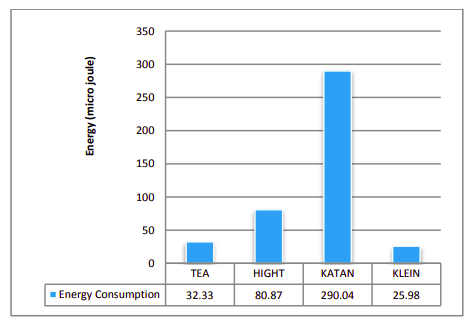 Energy (micro joule)
350
300
250
200
150
100
50
0
TEA HIGHT KATAN KLEIN
Energy Consumption 32.33 80.87 290.04 25.98